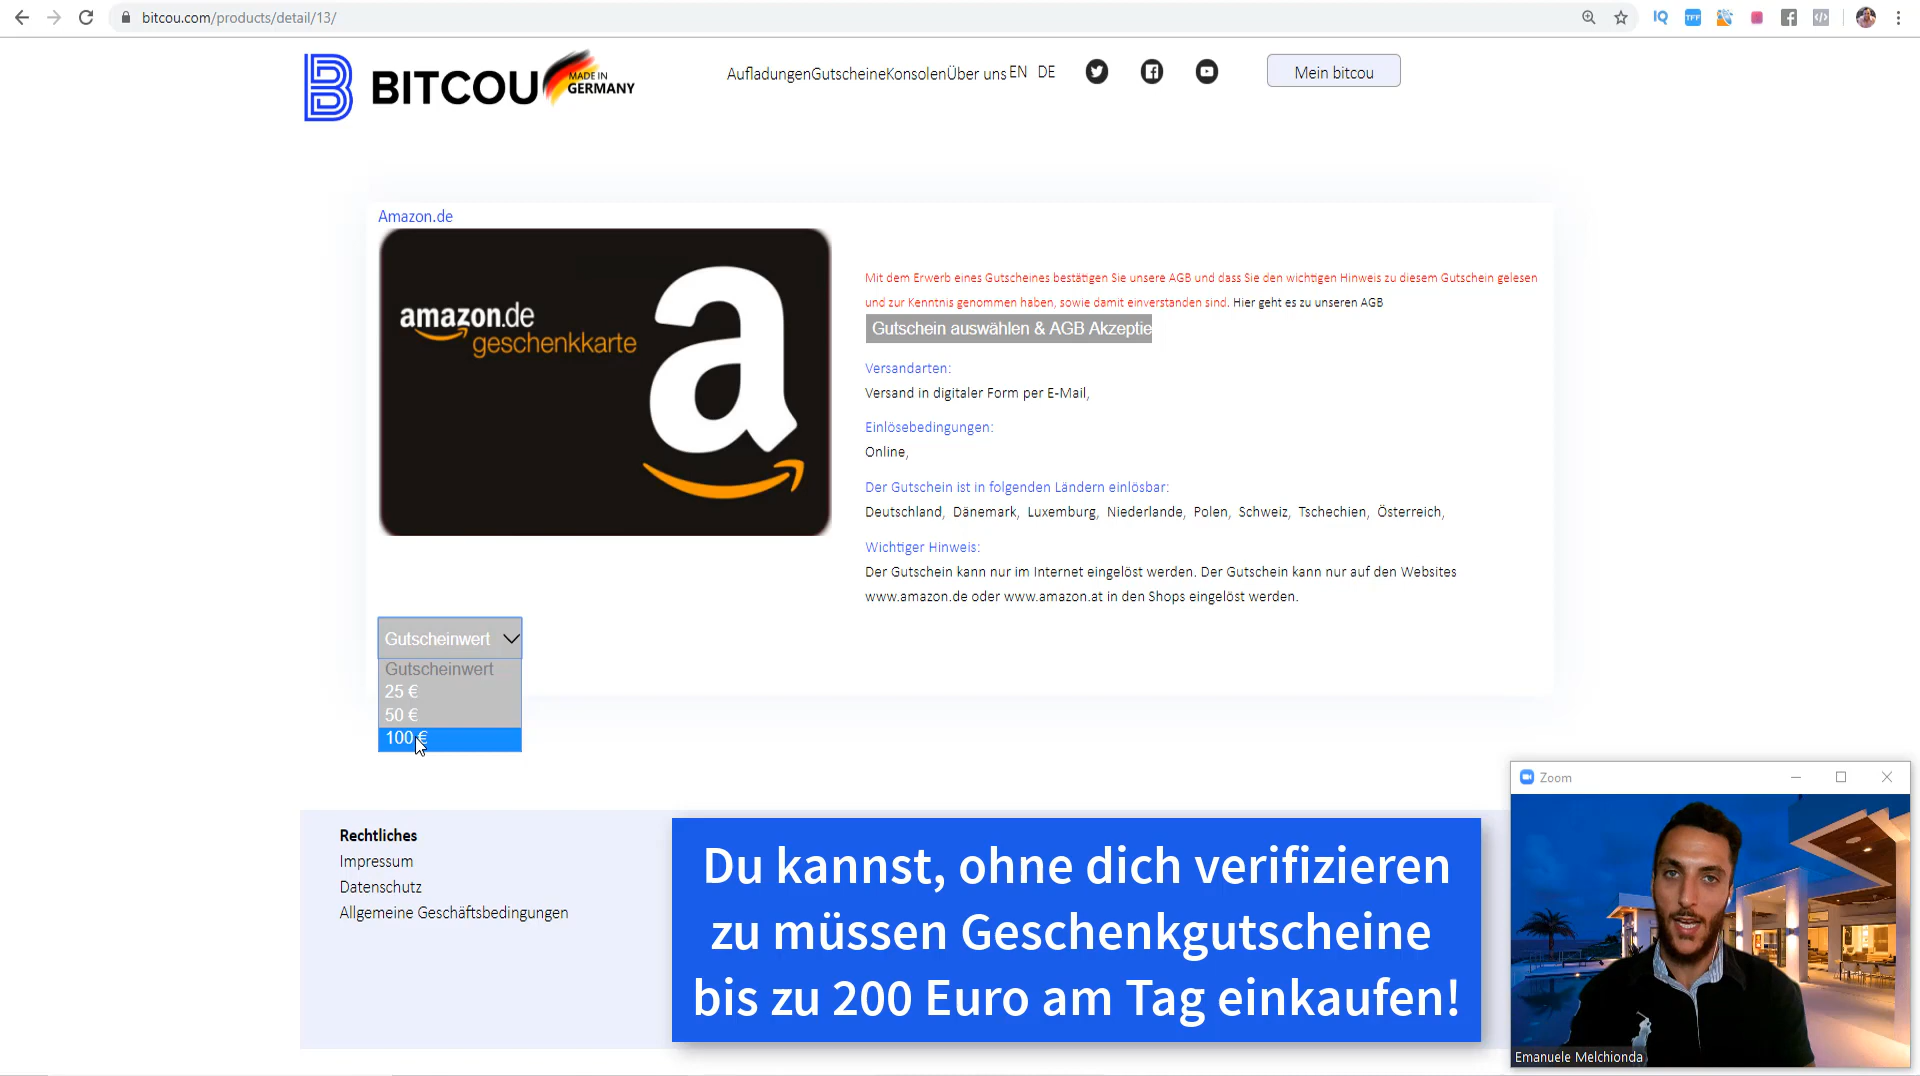 bitcou.com/products/detail/13/
IQ
TFF
BITCOU
MADE IN
GERMANY
Aufladungen Gutscheine Konsolen Über uns EN DE
Mein bitcou
Amazon.de
amazon.de
geschenkkarte
a
Mit dem Erwerb eines Gutscheines bestätigen Sie unsere AGB und dass Sie den wichtigen Hinweis zu diesem Gutschein gelesen
und zur Kenntnis genommen haben, sowie damit einverstanden sind. Hier geht es zu unseren AGB
Gutschein auswählen & AGB Akzeptie
Versandarten:
Versand in digitaler Form per E-Mail,
Einlösebedingungen:
Online,
Der Gutschein ist in folgenden Ländern einlösbar:
Deutschland, Dänemark, Luxemburg, Niederlande, Polen, Schweiz, Tschechien, Österreich,
Wichtiger Hinweis:
Der Gutschein kann nur im Internet eingelöst werden. Der Gutschein kann nur auf den Websites
www.amazon.de oder www.amazon.at in den Shops eingelöst werden.
Gutscheinwert
Gutscheinwert
25 €
50 €
100 €
Rechtliches
Impressum
Datenschutz
Allgemeine Geschäftsbedingungen
Du kannst, ohne dich verifizieren
zu müssen Geschenkgutscheine
bis zu 200 Euro am Tag einkaufen!
Zoom
Emanuele Melchionda